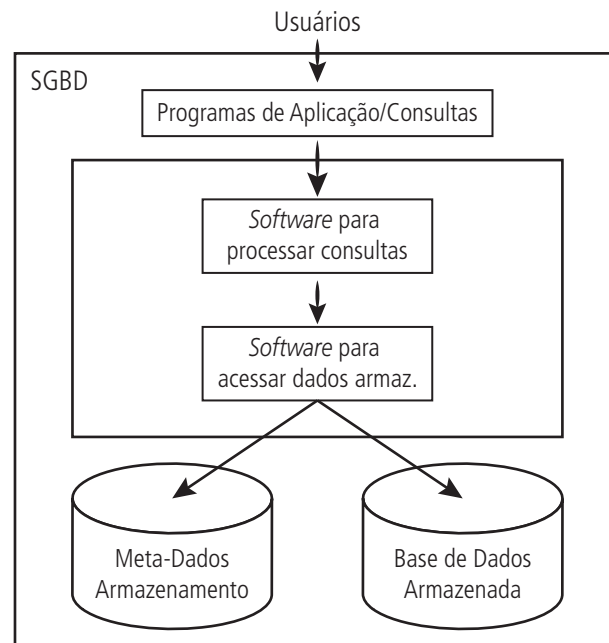 Usuários
SGBD
Programas de Aplicação/Consultas
Software para
processar consultas
Software para
acessar dados armaz.
Meta-Dados
Armazenamento
Base de Dados
Armazenada